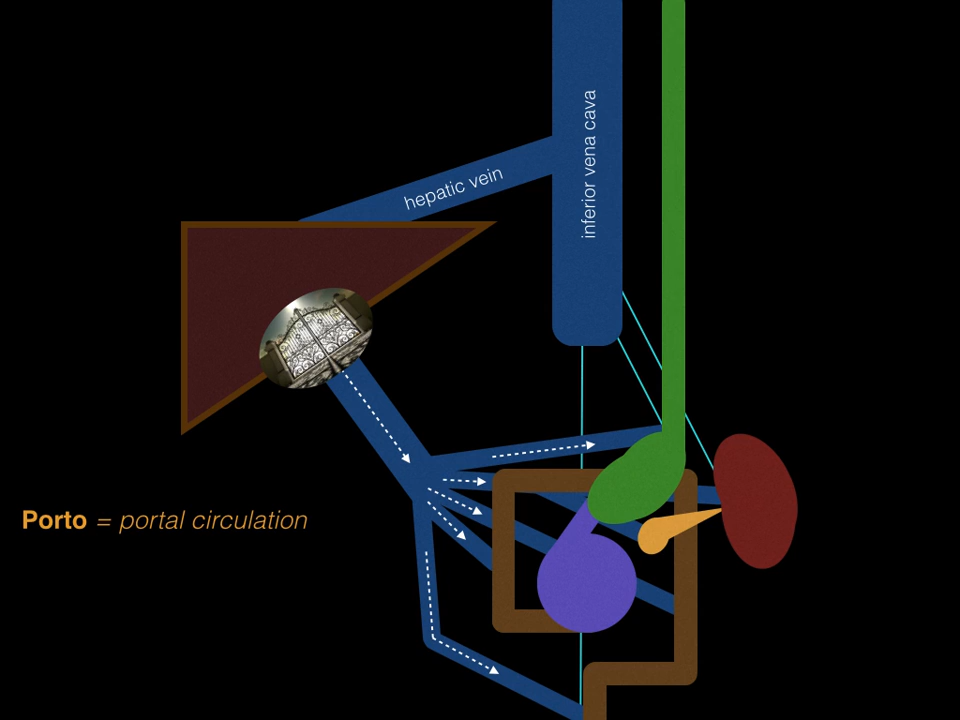 inferior vena cava
hepatic vein
Porto = portal circulation